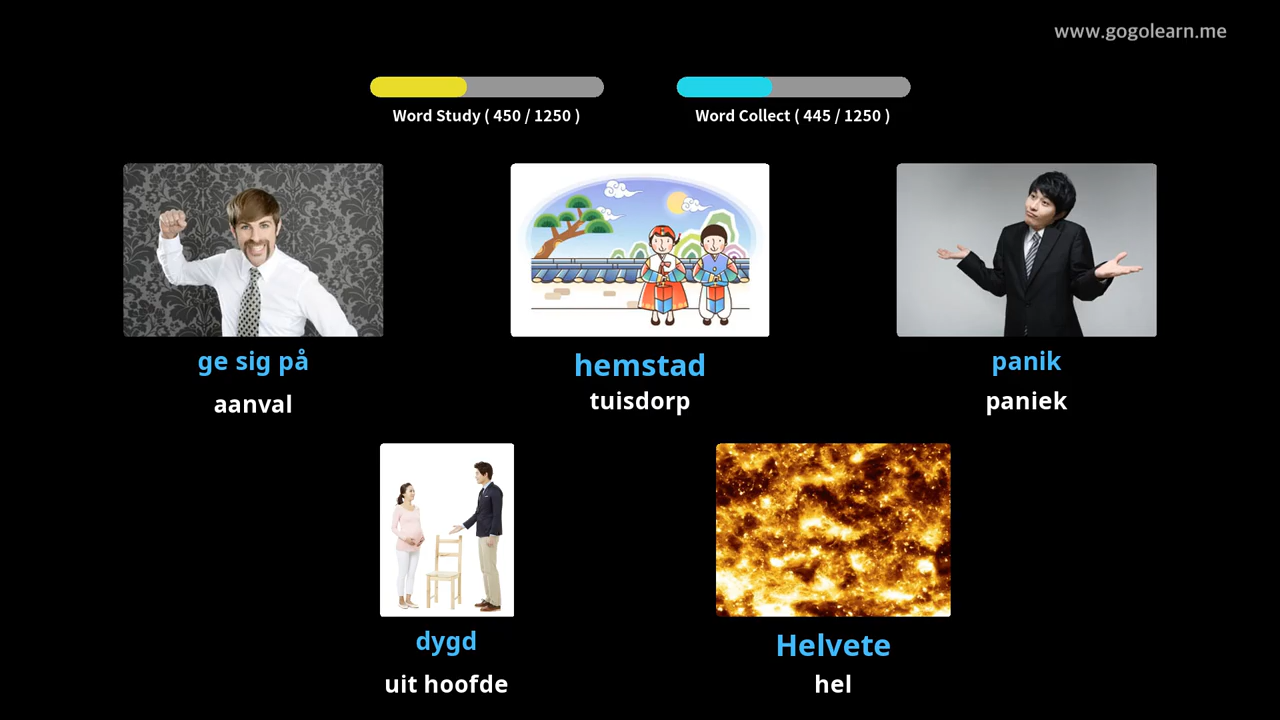 www.gogolearn.me
Word Study ( 450 / 1250 )
Word Collect ( 445 / 1250 )
ge sig på
aanval
hemstad
tuisdorp
panik
paniek
dygd
uit hoofde
Helvete
hel